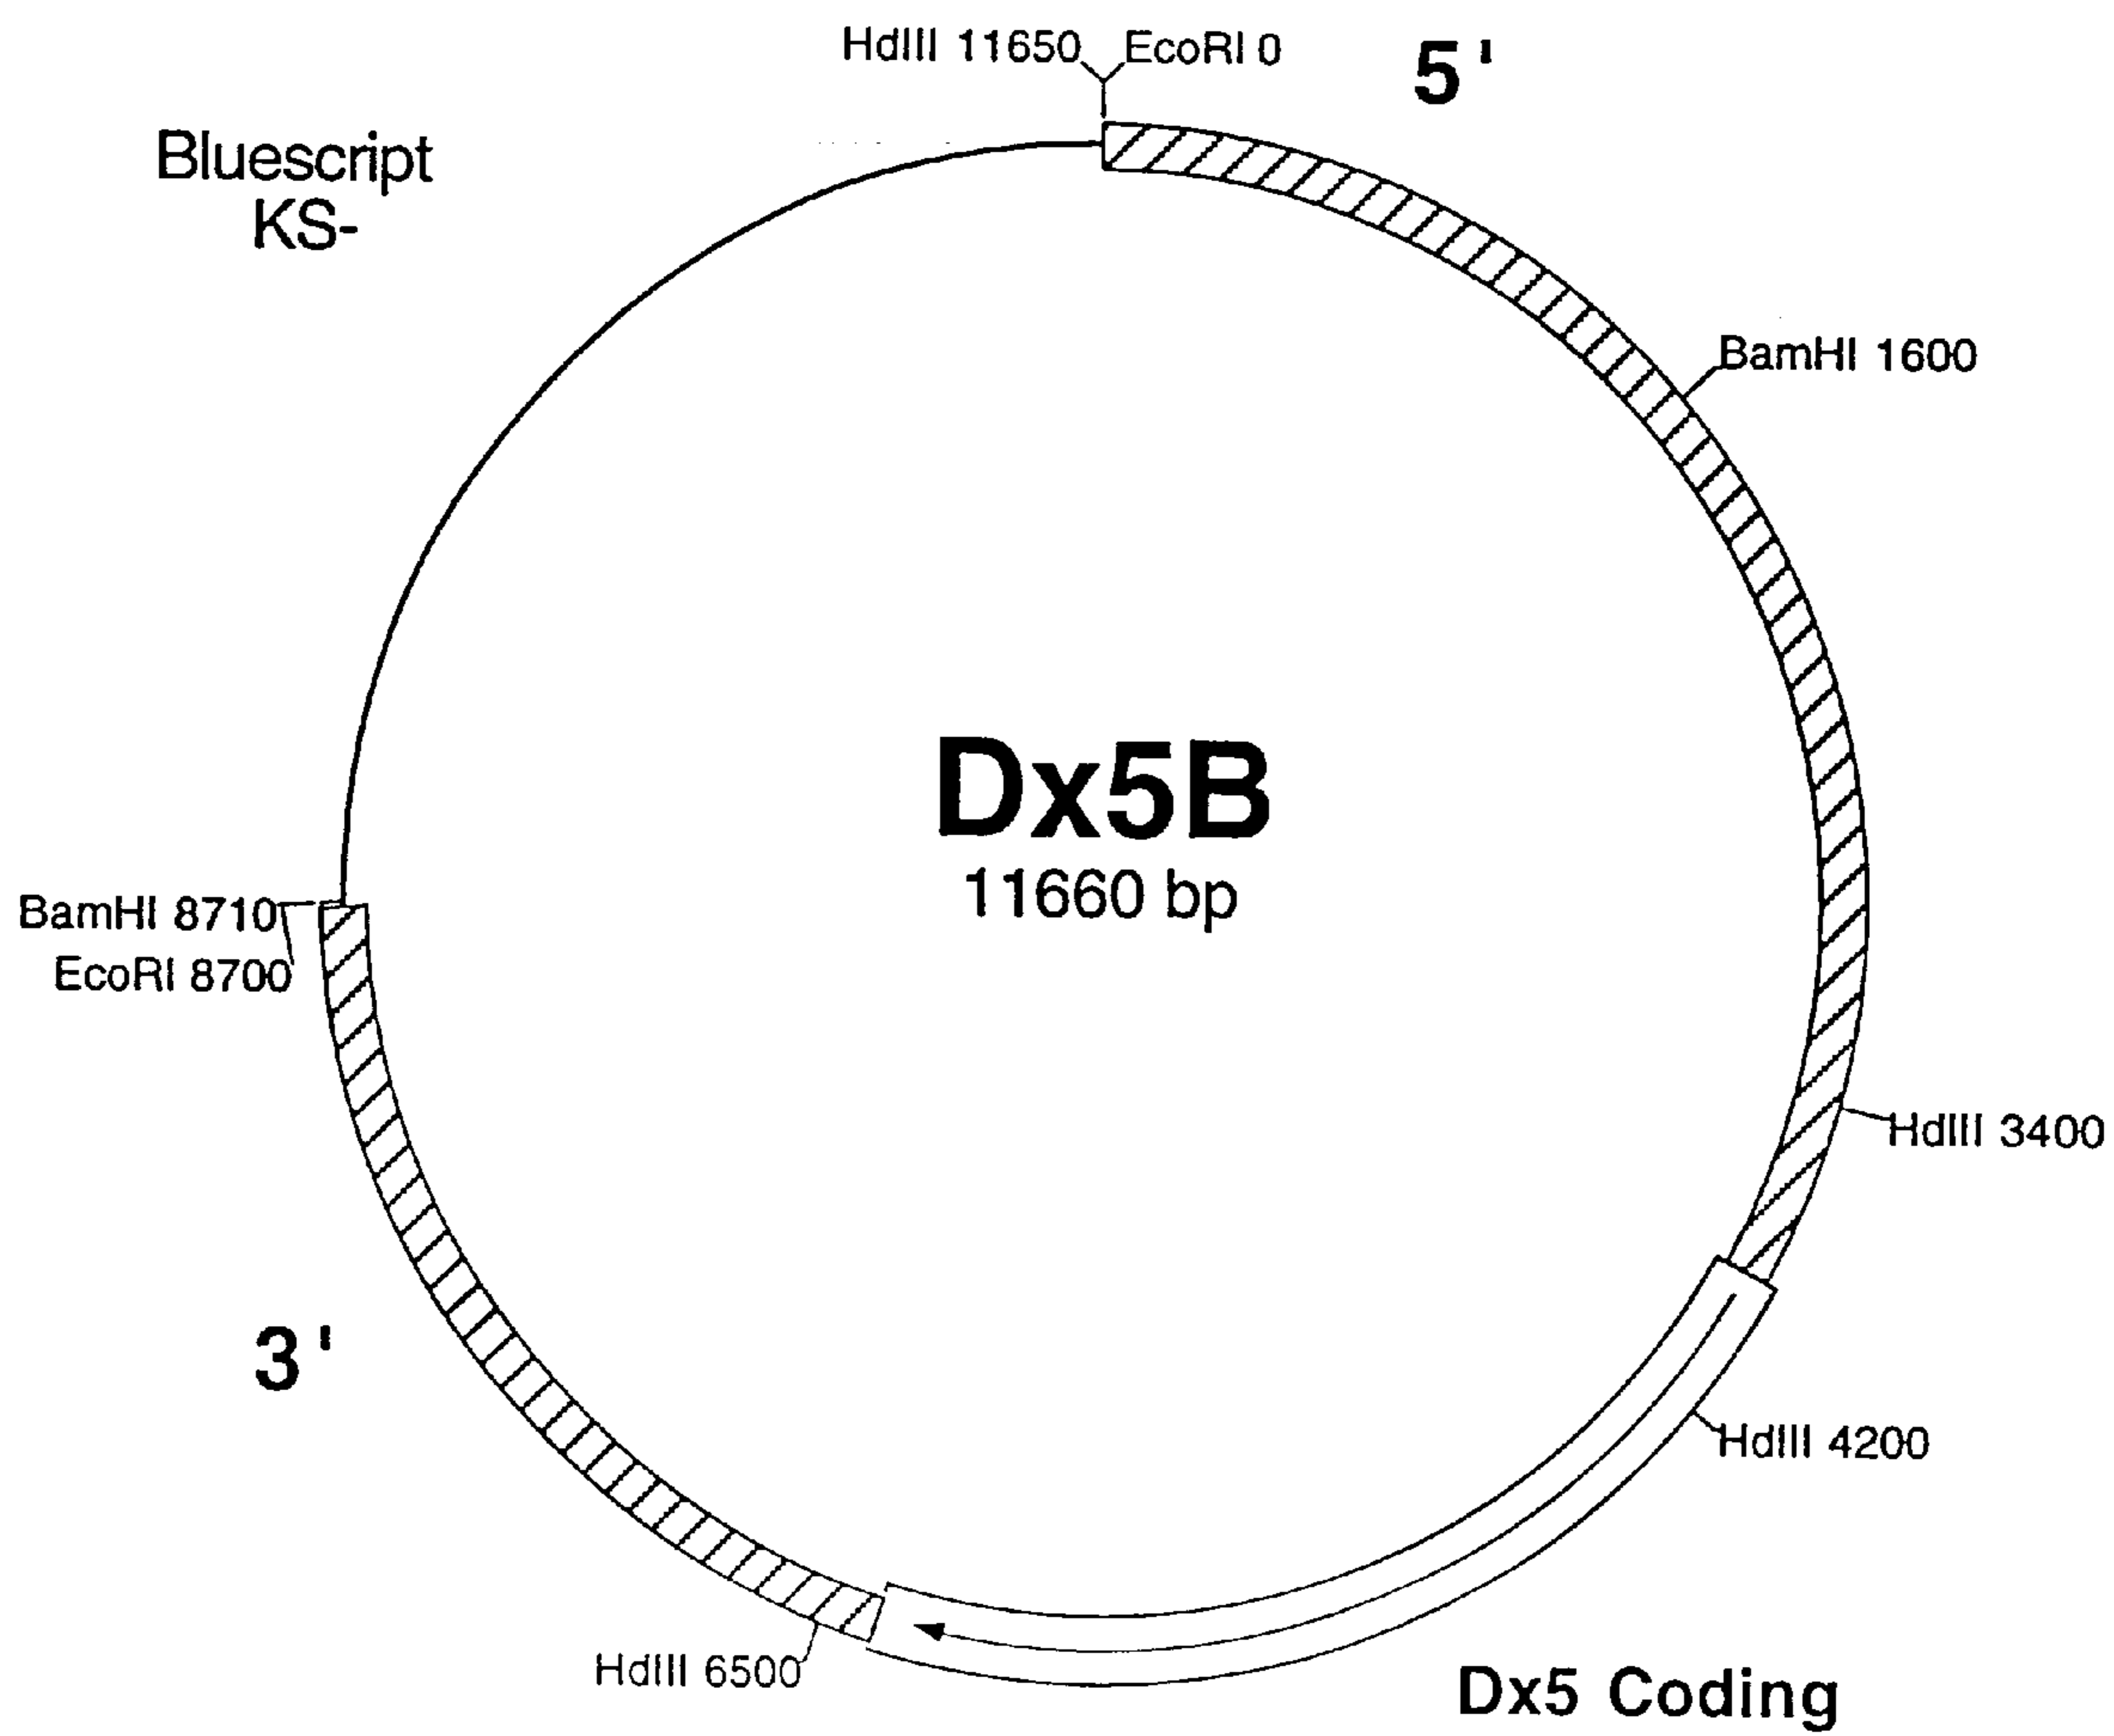 HdIII 11650
EcoRI 0
5'
Bluescript
KS-
BamHI 1600
Dx5B
11660 bp
BamHI 8710
EcoRI 8700
HdIII 3400
3'
HdIII 4200
HdIII 6500
Dx5 Coding